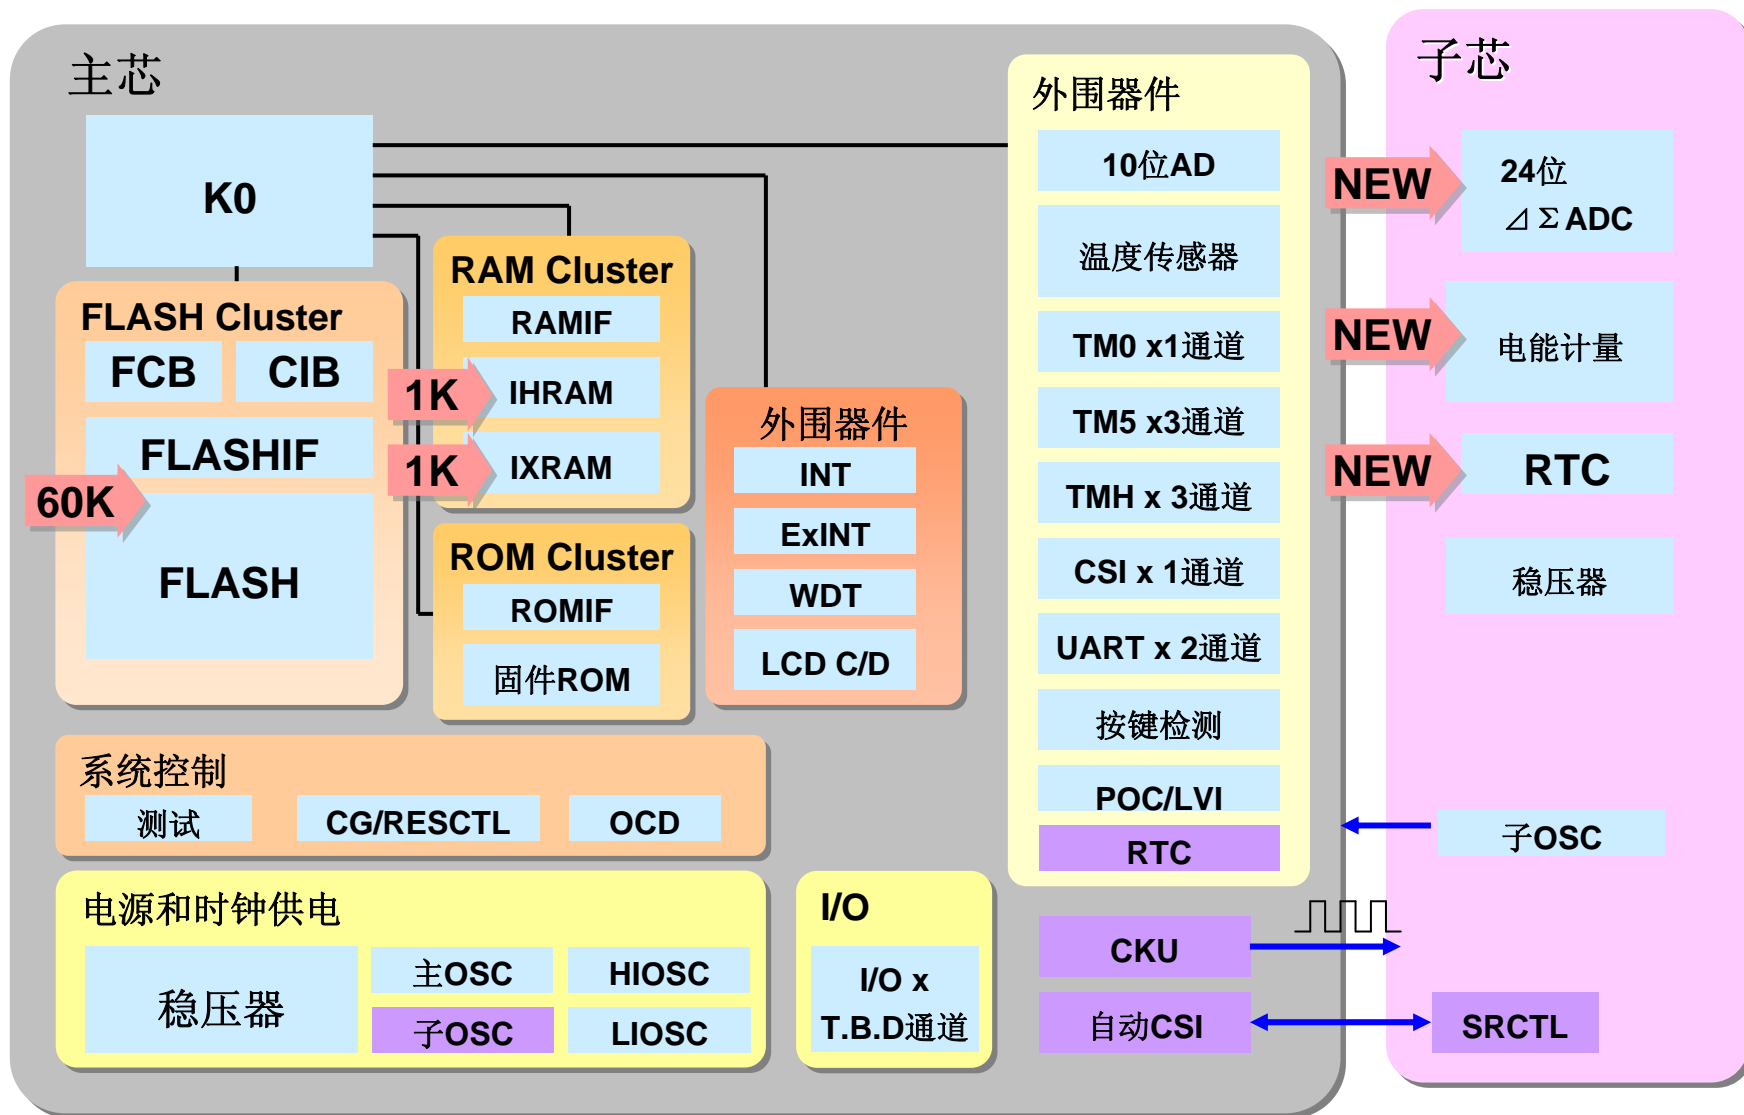 主芯
K0
FLASH Cluster
FCB
CIB
FLASHIF
60K
FLASH
RAM Cluster
RAMIF
1K
IHRAM
1K
IXRAM
ROM Cluster
ROMIF
固件ROM
外围器件
INT
ExINT
WDT
LCD C/D
外围器件
10位AD
温度传感器
TM0 x1通道
TM5 x3通道
TMH x 3通道
CSI x 1通道
UART x 2通道
按键检测
POC/LVI
RTC
系统控制
测试
CG/RESCTL
OCD
电源和时钟供电
稳压器
主OSC
HIOSC
子OSC
LIOSC
I/O
I/O x
T.B.D通道
CKU
自动CSI
子芯
NEW
24位
⊿ΣADC
NEW
电能计量
NEW
RTC
稳压器
子OSC
SRCTL